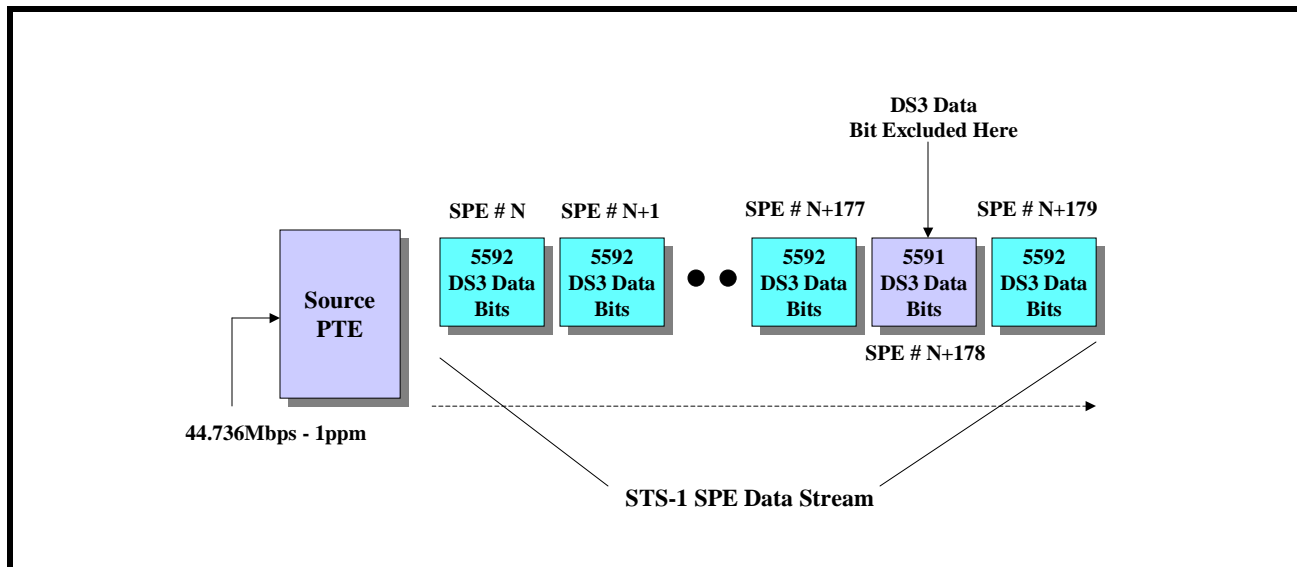 DS3 Data
Bit Excluded Here
SPE # N
SPE # N+1
SPE # N+177
SPE # N+179
Source
PTE
5592
DS3 Data
Bits
5592
DS3 Data
Bits
5592
DS3 Data
Bits
5591
DS3 Data
Bits
5592
DS3 Data
Bits
SPE # N+178
44.736Mbps - 1ppm
STS-1 SPE Data Stream